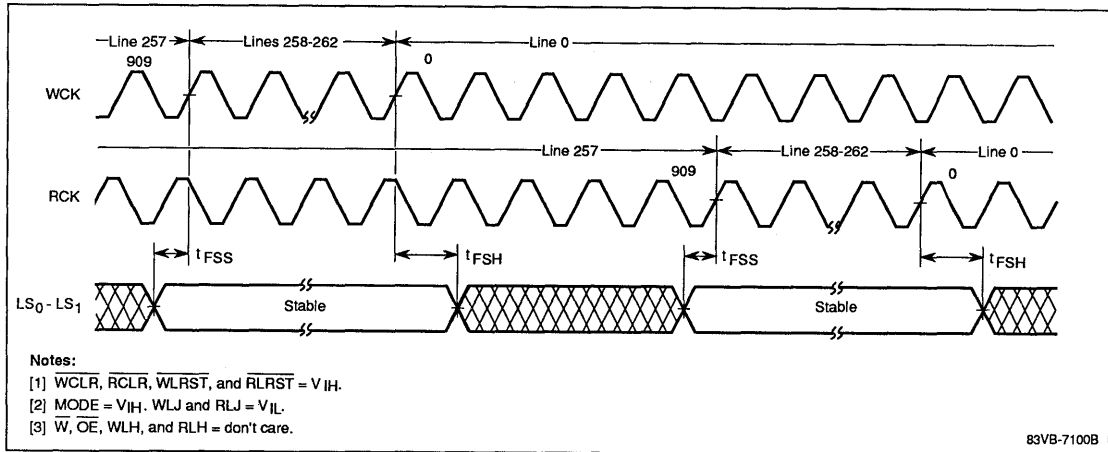 Line 257 Lines 258-262 Line 0
909 0
WCK
Line 257 Line 258-262 Line 0
909 0
RCK
tFSS tFSH tFSS tFSH
LS0 - LS1 Stable Stable
Notes:
[1] WCLR, RCLR, WLRST, and RLRST = VIH.
[2] MODE = VIH. WLJ and RLJ = VIL.
[3] W, OE, WLH, and RLH = don't care.
83VB-7100B